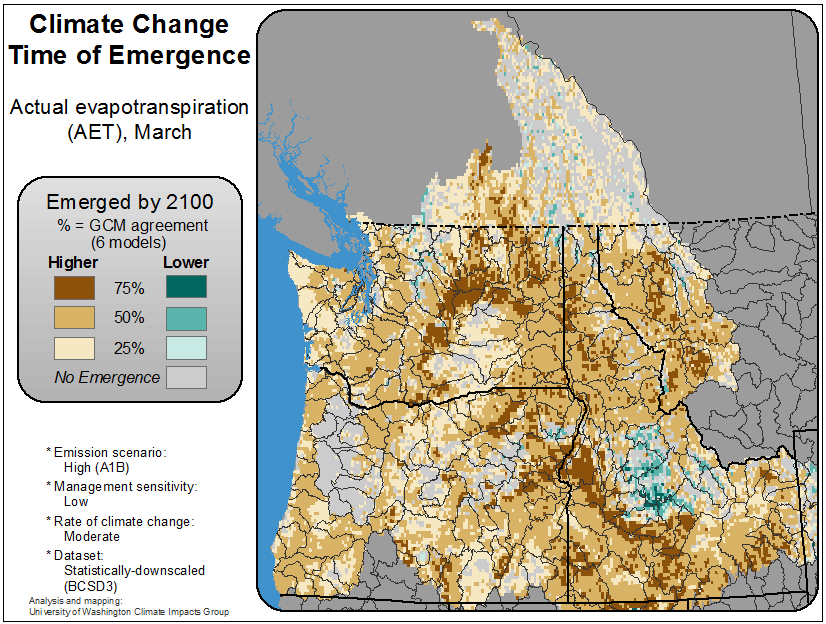 Climate Change
Time of Emergence
Actual evapotranspiration
(AET), March
Emerged by 2100
% = GCM agreement
(6 models)
Higher Lower
75%
50%
25%
No Emergence
* Emission scenario:
High (A1B)
* Management sensitivity:
Low
* Rate of climate change:
Moderate
* Dataset:
Statistically-downscaled
(BCSD3)
Analysis and mapping:
University of Washington Climate Impacts Group